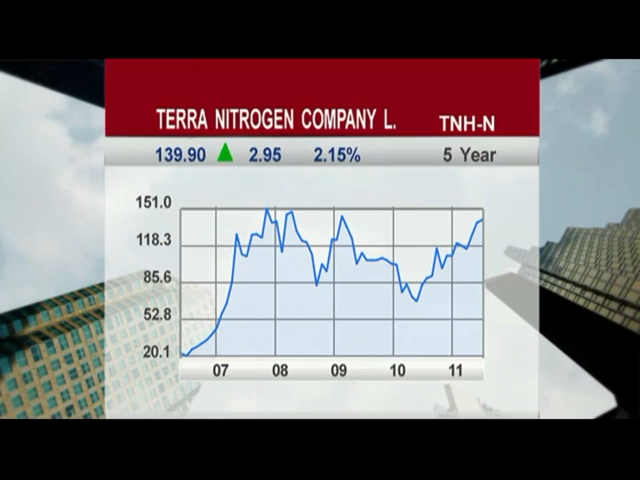 TERRA NITROGEN COMPANY L. TNH-N
139.90 2.95 2.15% 5 Year
151.0
118.3
85.6
52.8
20.1
07 08 09 10 11